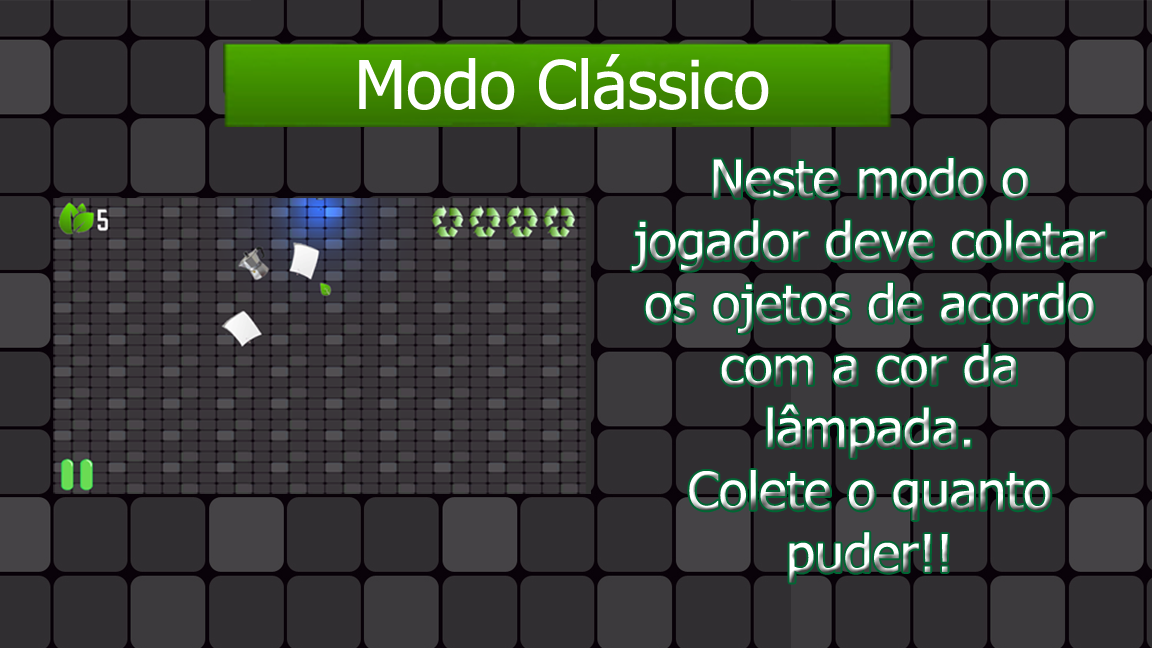 Modo Clássico
5
Neste modo o
jogador deve coletar
os ojetos de acordo
com a cor da
lâmpada.
Colete o quanto
puder!!